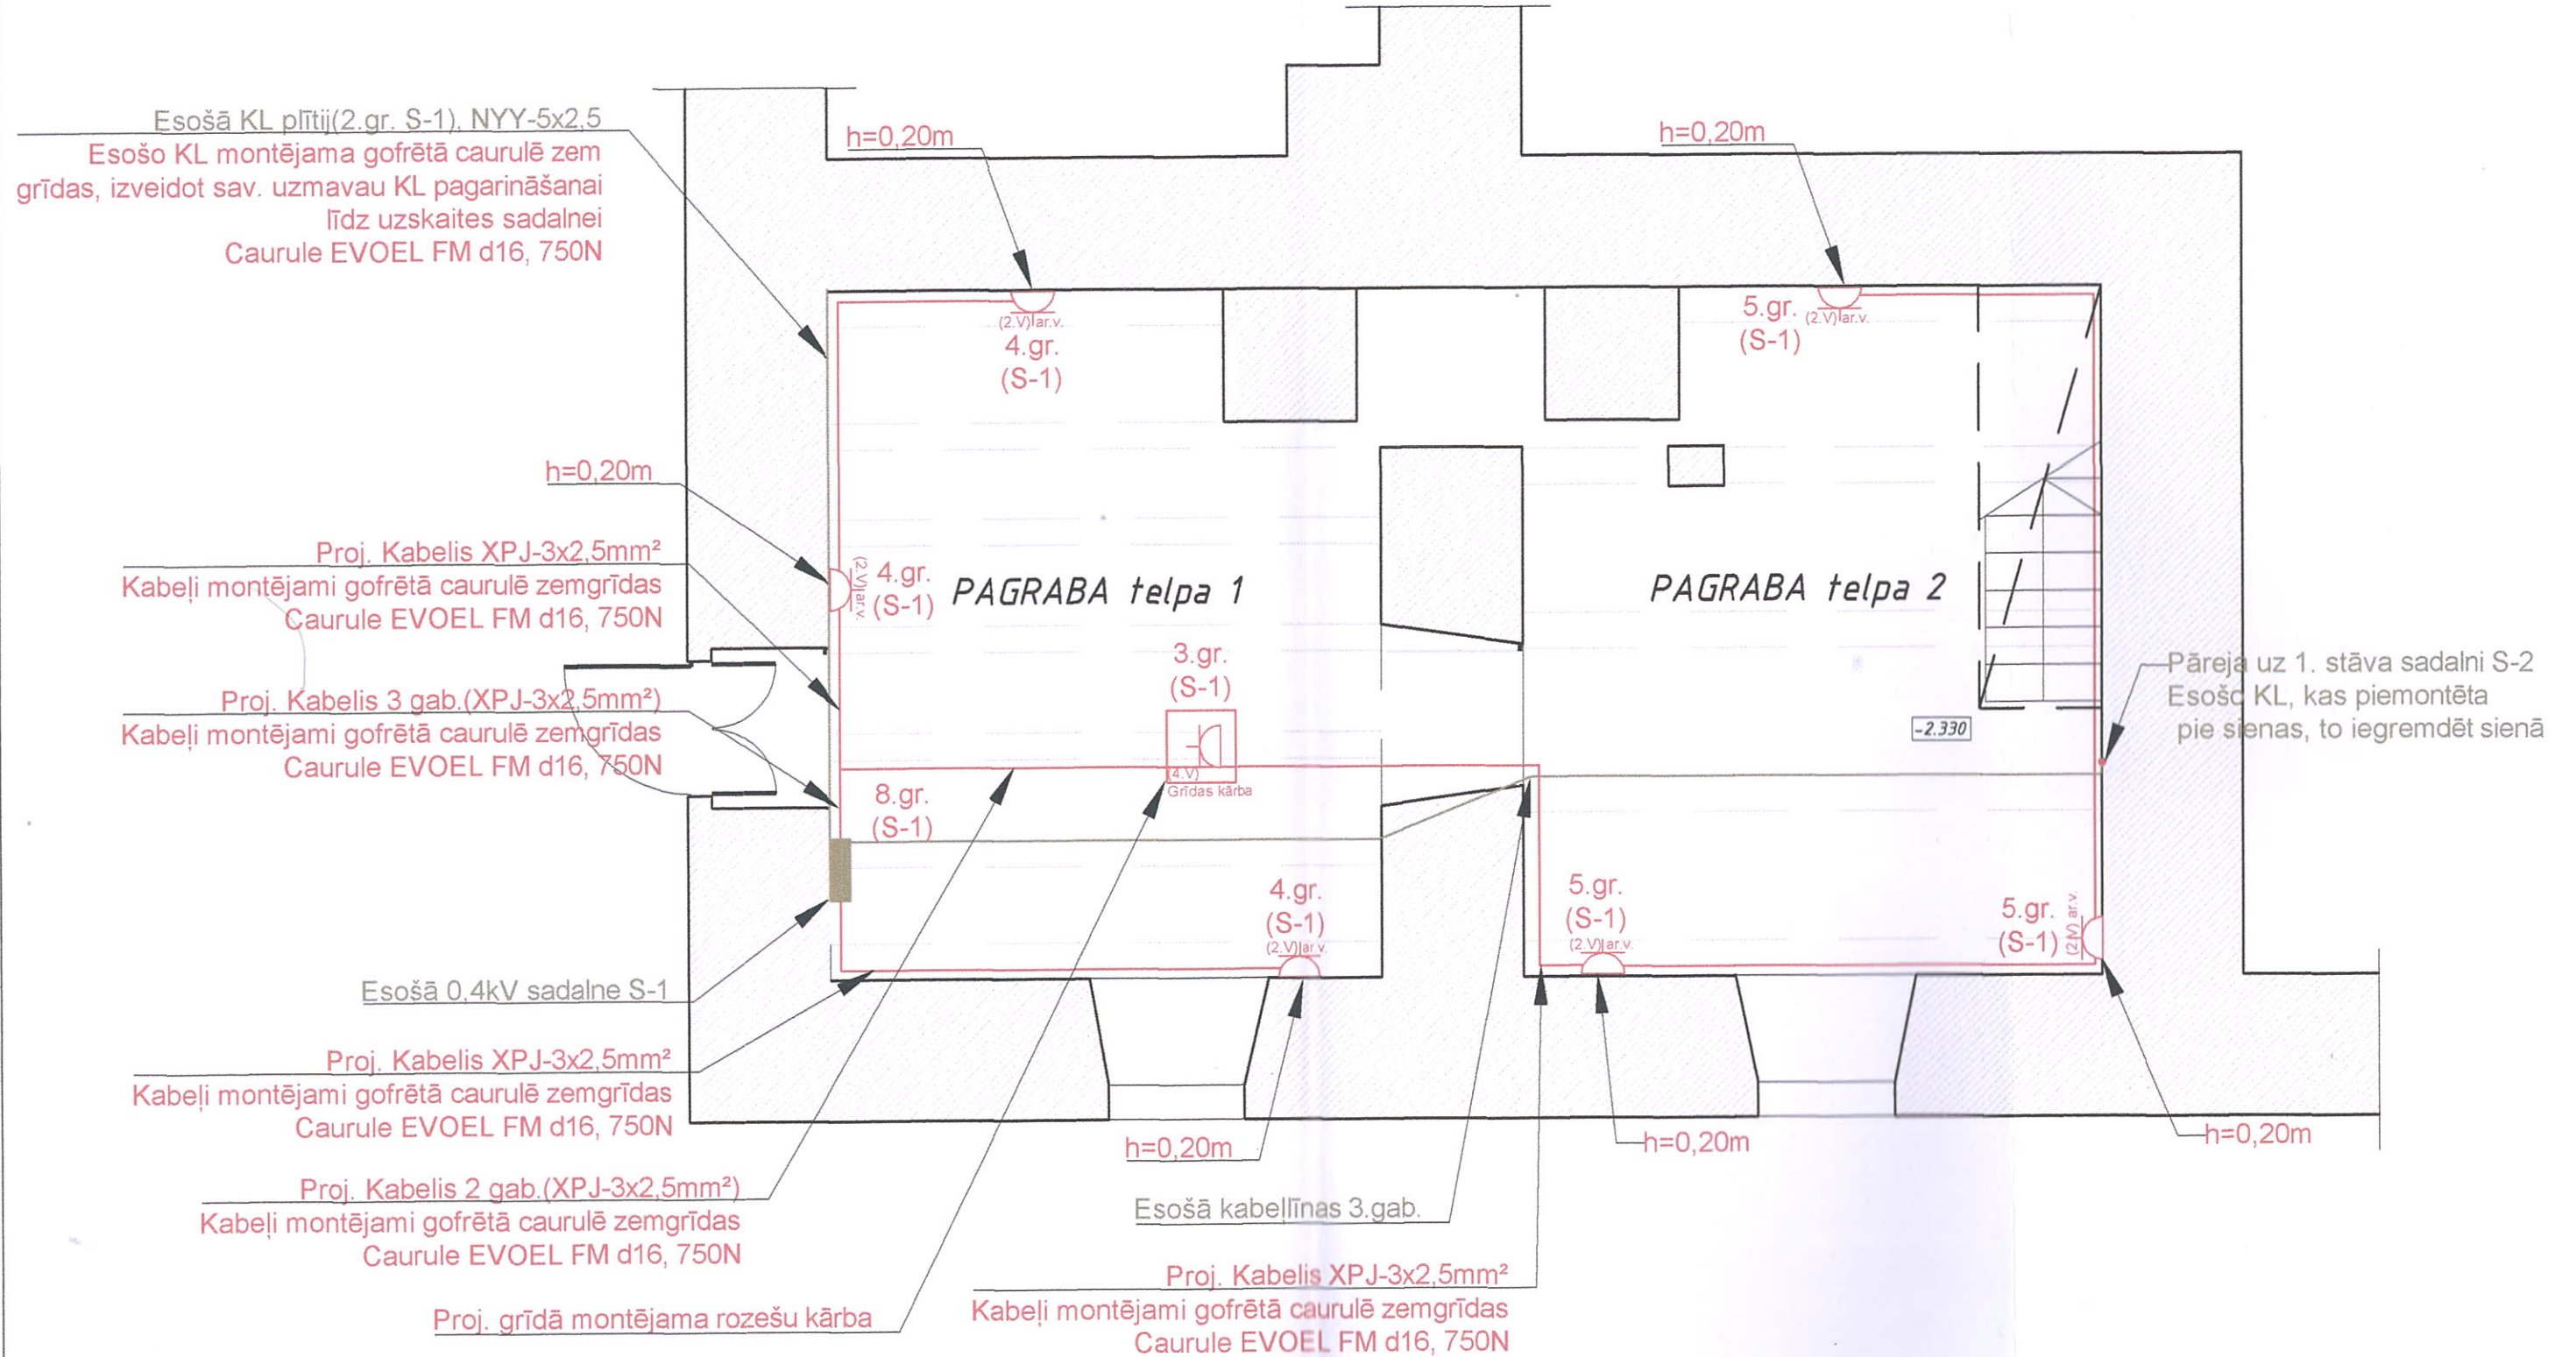 Esošā KL plītij(2.gr. S-1). NYY-5x2,5
Esošo KL montējama gofrētā caurulē zem
grīdas, izveidot sav. uzmavau KL pagarināšanai
līdz uzskaites sadalnei
Caurule EVOEL FM d16, 750N
h=0,20m
h=0,20m
(2.V) ar.v.
4.gr.
(S-1)
5.gr.
(S-1)
(2.V) ar.v.
h=0,20m
Proj. Kabelis XPJ-3x2,5mm²
Kabeļi montējami gofrētā caurulē zemgrīdas
Caurule EVOEL FM d16, 750N
(2.V) ar.v.
4.gr.
(S-1)
PAGRABA telpa 1
PAGRABA telpa 2
3.gr.
(S-1)
(4.V)
Grīdas kārba
-2.330
Pāreja uz 1. stāva sadalni S-2
Esošo KL, kas piemontēta
pie sienas, to iegremdēt sienā
Proj. Kabelis 3 gab.(XPJ-3x2,5mm²)
Kabeļi montējami gofrētā caurulē zemgrīdas
Caurule EVOEL FM d16, 750N
8.gr.
(S-1)
4.gr.
(S-1)
(2.V) ar.v.
5.gr.
(S-1)
(2.V) ar.v.
5.gr.
(S-1)
(2.V) ar.v.
Esošā 0,4kV sadalne S-1
Proj. Kabelis XPJ-3x2,5mm²
Kabeļi montējami gofrētā caurulē zemgrīdas
Caurule EVOEL FM d16, 750N
h=0,20m
h=0,20m
h=0,20m
Proj. Kabelis 2 gab.(XPJ-3x2,5mm²)
Kabeļi montējami gofrētā caurulē zemgrīdas
Caurule EVOEL FM d16, 750N
Esošā kabeļlīnas 3.gab.
Proj. grīdā montējama rozešu kārba
Proj. Kabelis XPJ-3x2,5mm²
Kabeļi montējami gofrētā caurulē zemgrīdas
Caurule EVOEL FM d16, 750N